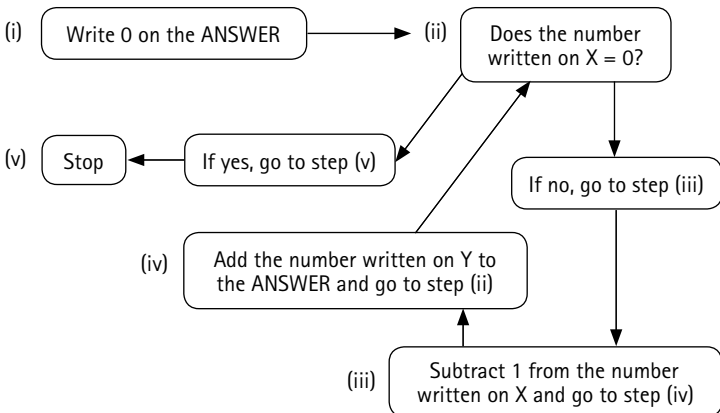 (i)
Write 0 on the ANSWER
(ii)
Does the number
written on X = 0?
(v)
Stop
If yes, go to step (v)
If no, go to step (iii)
(iv)
Add the number written on Y to
the ANSWER and go to step (ii)
(iii)
Subtract 1 from the number
written on X and go to step (iv)